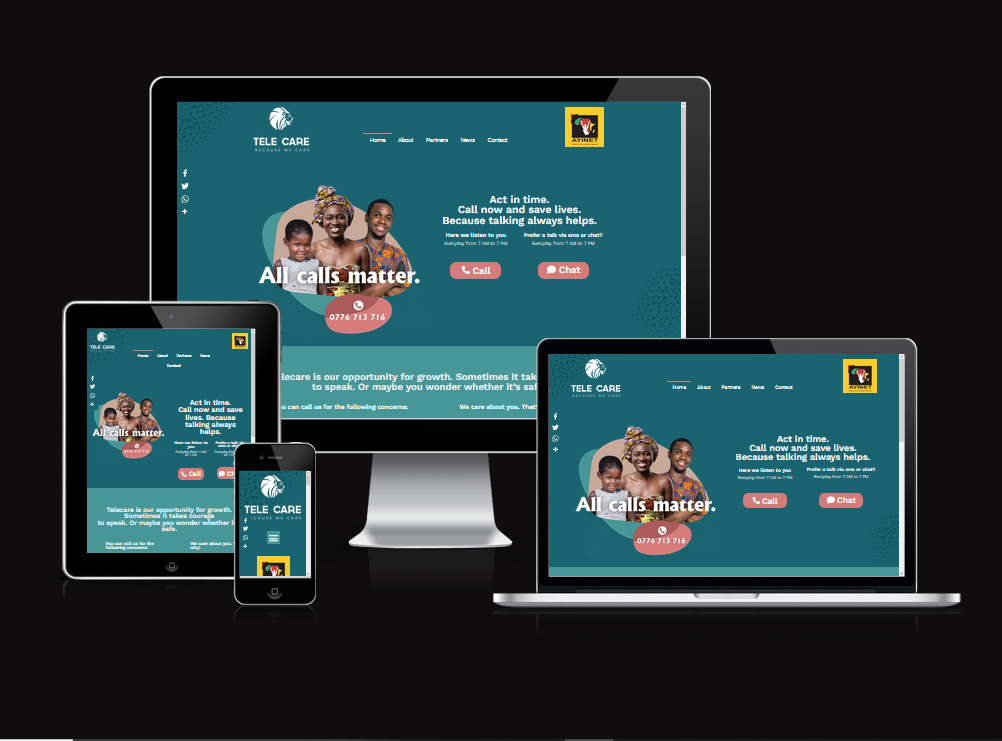 TELE CARE
BECAUSE WE CARE
Home About Partners News Contact
AYINET
Act in time.
Call now and save lives.
Because talking always helps.
Here we listen to you
Everyday from 7 AM to 7 PM
Prefer a talk via sms or chat?
Everyday from 7 AM to 7 PM
Call
Chat
All calls matter.
0776 713 716
lecare is our opportunity for growth. Sometimes it tak
to speak. Or maybe you wonder whether it's saf
u can call us for the following concerns:
We care about you. That'
TELE CARE
Home About Partners News
Contact
Act in time.
Call now and save
lives. Because
talking always
helps.
Here we listen to
you
Everyday from 7 AM
to 7 PM
Prefer a talk via
sms or chat?
Call
Ch
All calls matter.
0776 713 716
Telecare is our opportunity for growth.
Sometimes it takes courage
to speak. Or maybe you wonder whether i
safe.
You can call us for the
following concerns:
We care about you.
why:
TELE CARE
CAUSE WE CARE
TELE CARE
BECAUSE WE CARE
Home About Partners News Contact
AYINET
Act in time.
Call now and save lives.
Because talking always helps.
Here we listen to you
Everyday from 7 AM to 7 PM
Prefer a talk via sms or chat?
Everyday from 7 AM to 7 PM
Call
Chat
All calls matter.
0776 713 716